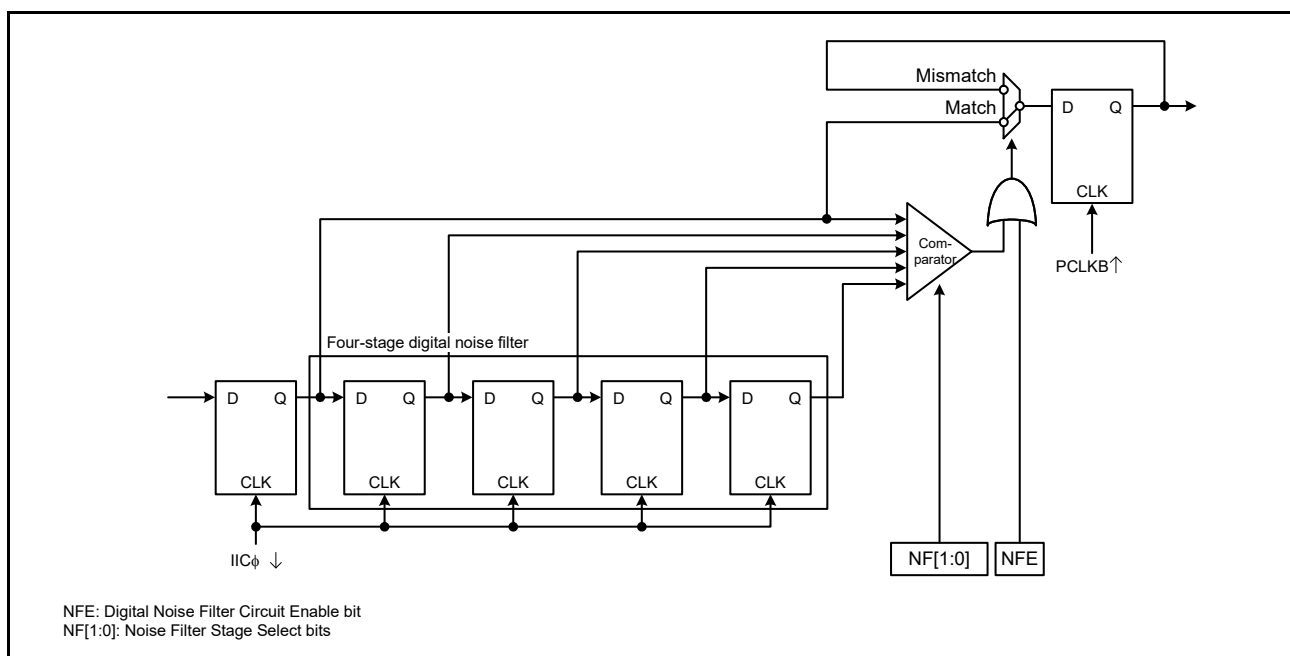 Mismatch
Match
D Q
CLK
PCLKB↑
Com-
parator
Four-stage digital noise filter
D Q D Q D Q D Q D Q
CLK CLK CLK CLK CLK
IICϕ ↓
NF[1:0] NFE
NFE: Digital Noise Filter Circuit Enable bit
NF[1:0]: Noise Filter Stage Select bits